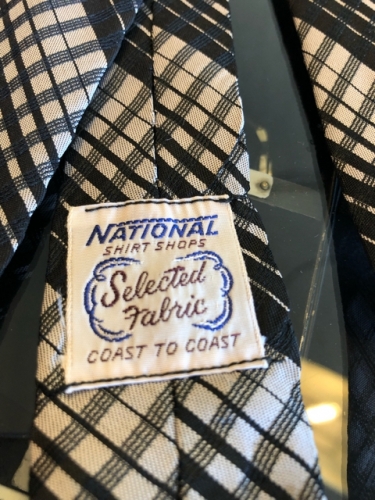 NATIONAL
SHIRT SHOPS
Selected
Fabric
COAST TO COAST